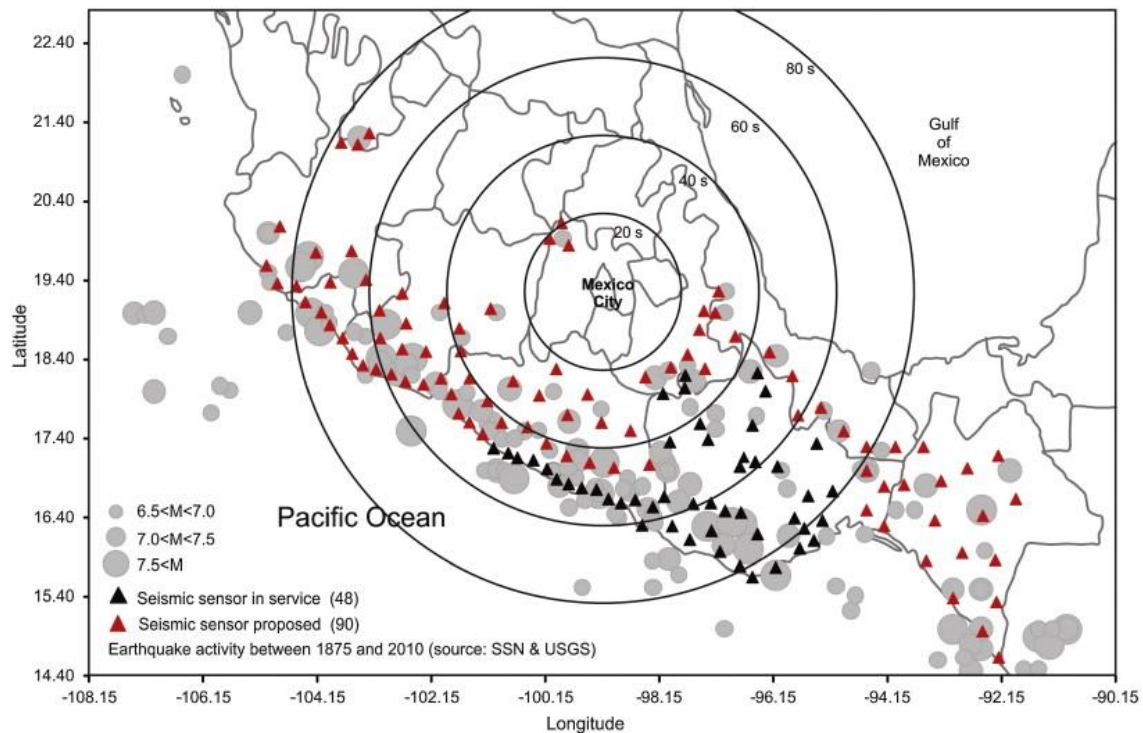 22.40
21.40
20.40
19.40
18.40
17.40
16.40
15.40
14.40
Latitude
80 s
60 s
40 s
20 s
Gulf
of
Mexico
Mexico
City
Pacific Ocean
6.5<M<7.0
7.0<M<7.5
7.5<M
Seismic sensor in service (48)
Seismic sensor proposed (90)
Earthquake activity between 1875 and 2010 (source: SSN & USGS)
-108.15 -106.15 -104.15 -102.15 -100.15 -98.15 -96.15 -94.15 -92.15 -90.15
Longitude